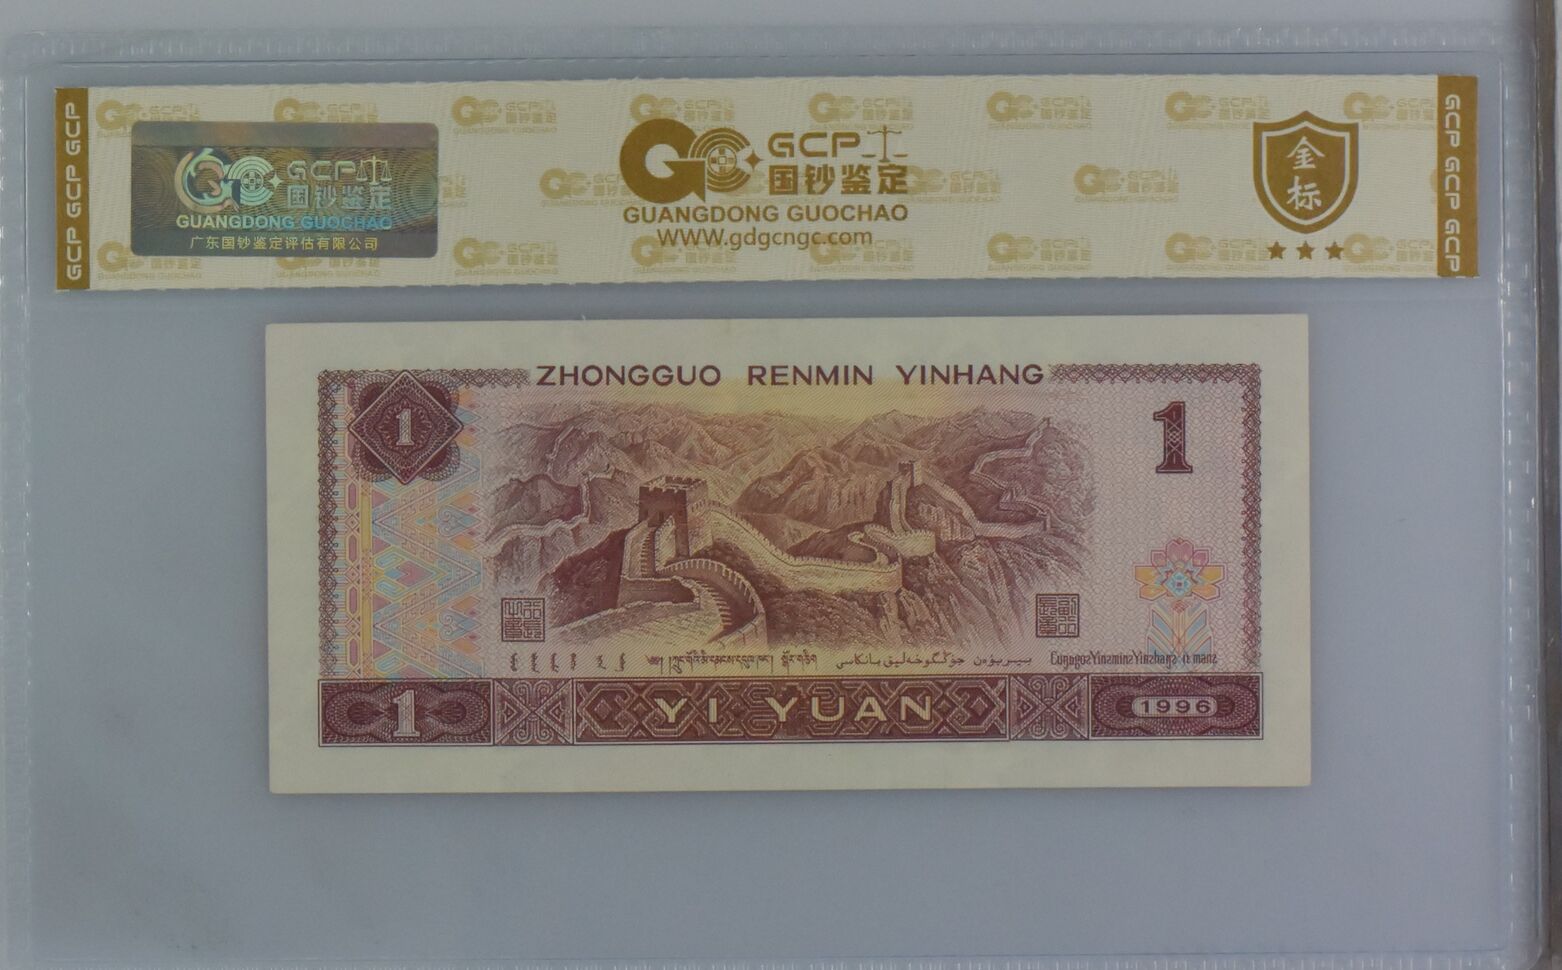 GCP GCP GCP
GCP
国钞鉴定
GUANGDONG GUOCHAO
广东国钞鉴定评估有限公司
GCP
国钞鉴定
GUANGDONG GUOCHAO
WWW.gdgcngc.com
金标
GCP GCP GCP
ZHONGGUO RENMIN YINHANG
1
1
1
YI YUAN
1996